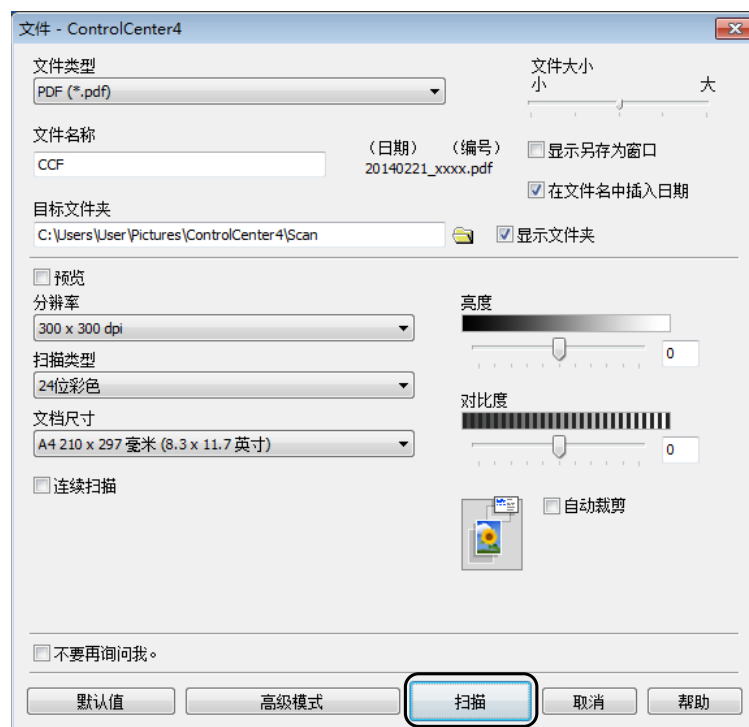 文件 - ControlCenter4
文件类型
PDF (*.pdf)
文件大小
小 大
文件名称
CCF
(日期) (编号)
20140221_xxxx.pdf
显示另存为窗口
在文件名中插入日期
目标文件夹
C:\Users\User\Pictures\ControlCenter4\Scan
显示文件夹
预览
分辨率
300 x 300 dpi
扫描类型
24位彩色
文档尺寸
A4 210 x 297 毫米 (8.3 x 11.7 英寸)
连续扫描
亮度
0
对比度
0
自动裁剪
不要再询问我。
默认值 高级模式 扫描 取消 帮助